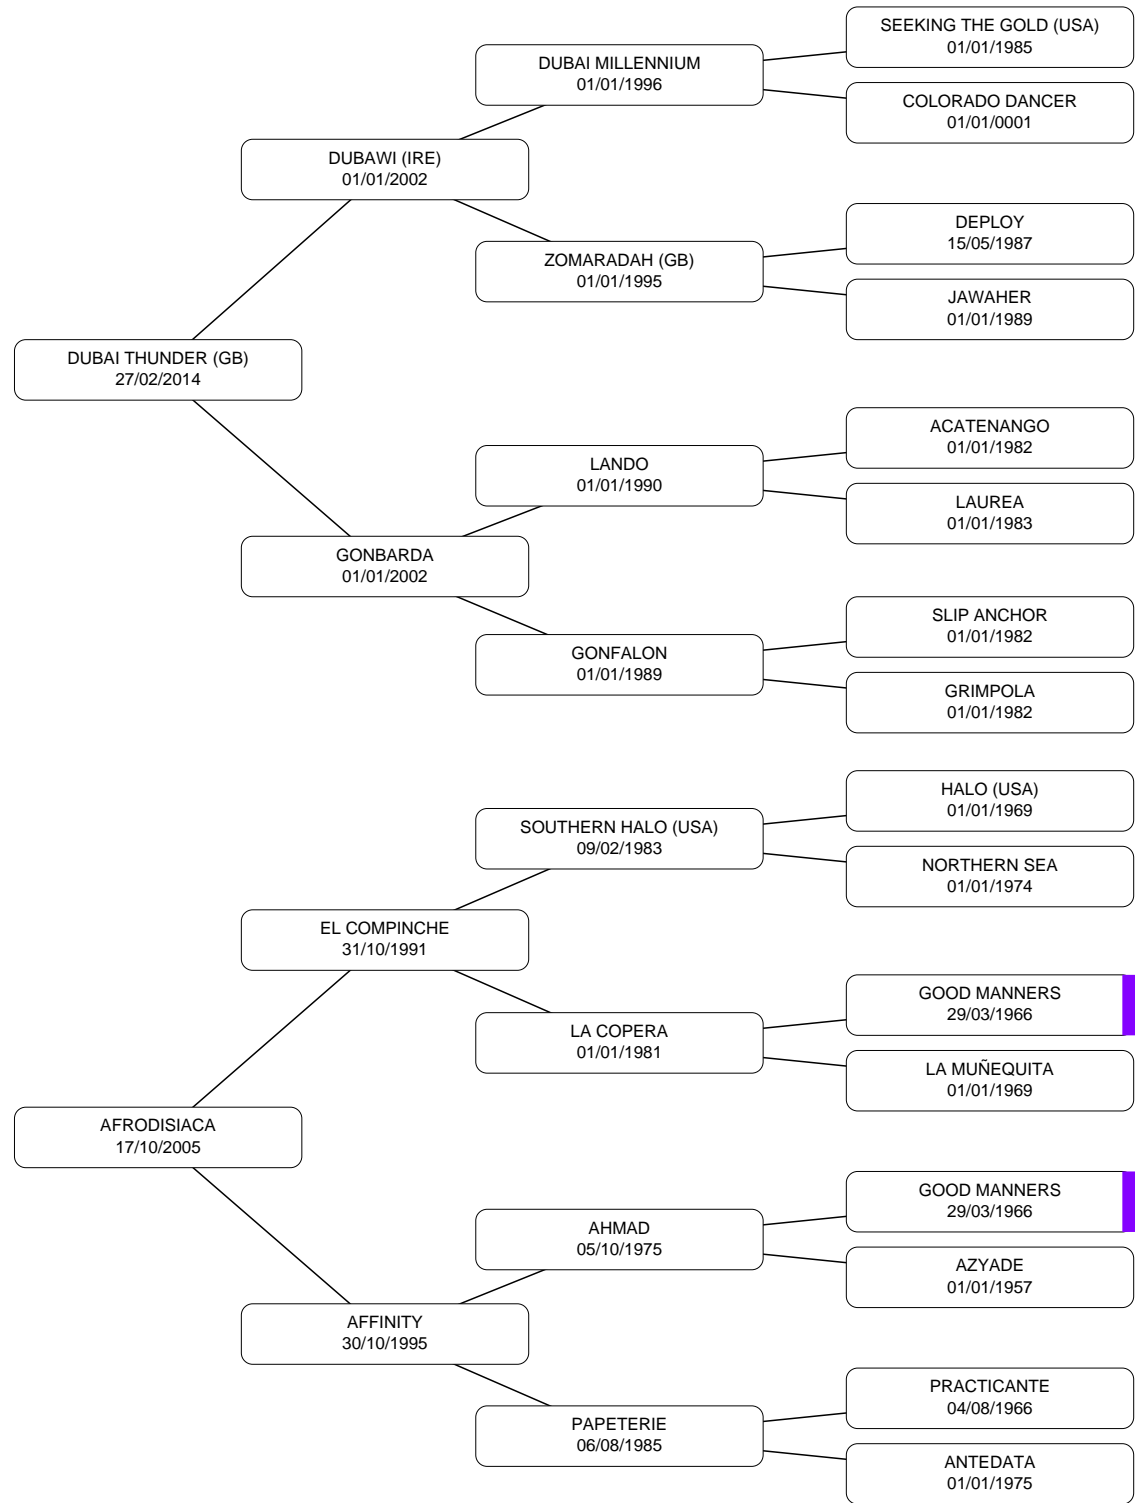 SEEKING THE GOLD (USA)
01/01/1985
DUBAI MILLENNIUM
01/01/1996
COLORADO DANCER
01/01/0001
DUBAWI (IRE)
01/01/2002
DEPLOY
15/05/1987
ZOMARADAH (GB)
01/01/1995
JAWAHER
01/01/1989
DUBAI THUNDER (GB)
27/02/2014
ACATENANGO
01/01/1982
LANDO
01/01/1990
LAUREA
01/01/1983
GONBARDA
01/01/2002
SLIP ANCHOR
01/01/1982
GONFALON
01/01/1989
GRIMPOLA
01/01/1982
HALO (USA)
01/01/1969
SOUTHERN HALO (USA)
09/02/1983
NORTHERN SEA
01/01/1974
EL COMPINCHE
31/10/1991
GOOD MANNERS
29/03/1966
LA COPERA
01/01/1981
LA MUÑEQUITA
01/01/1969
AFRODISIACA
17/10/2005
GOOD MANNERS
29/03/1966
AHMAD
05/10/1975
AZYADE
01/01/1957
AFFINITY
30/10/1995
PRACTICANTE
04/08/1966
PAPETERIE
06/08/1985
ANTEDATA
01/01/1975